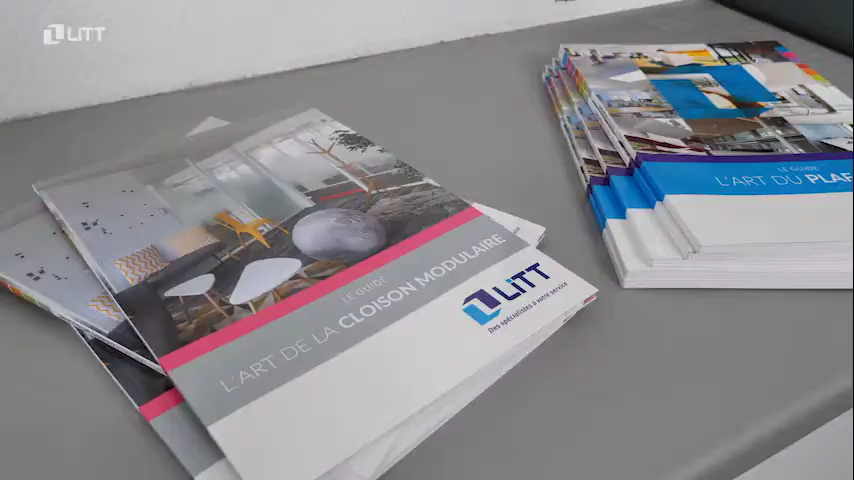 LiTT
LE GUIDE
L'ART DE LA CLOISON MODULAIRE
LiTT
Des spécialistes à votre service
LE GUIDE
L'ART DU PLAF